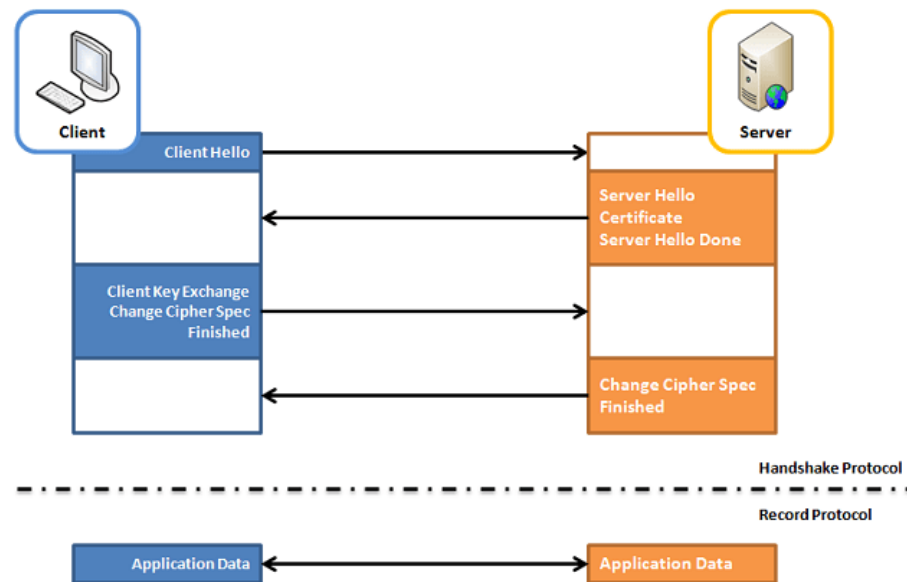 Client
Server
Client Hello
Server Hello
Certificate
Server Hello Done
Client Key Exchange
Change Cipher Spec
Finished
Change Cipher Spec
Finished
Handshake Protocol
Record Protocol
Application Data
Application Data